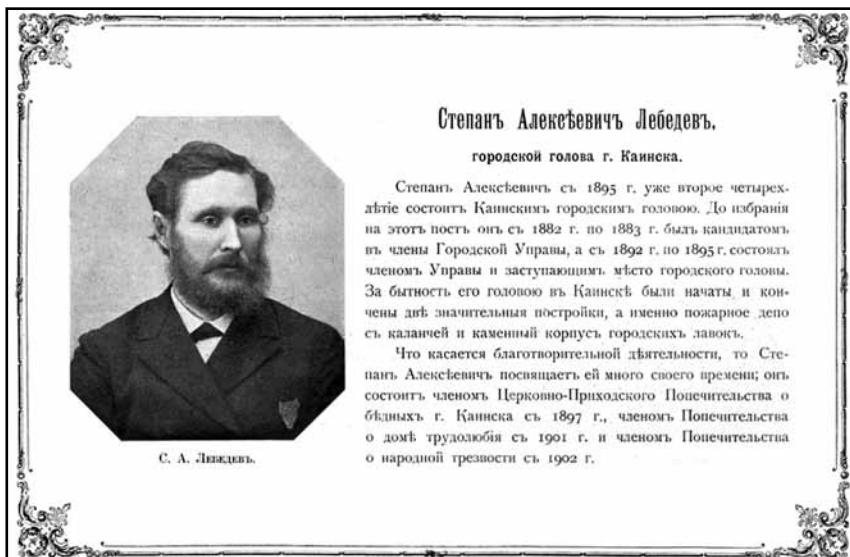 Степанъ Алексѣевичъ Лебедевъ,
городской голова г. Каинска.
Степанъ Алексѣевичъ съ 1895 г. уже второе четырех-
лѣтіе состоитъ Каинскимъ городскимъ головою. До избранія
на этотъ постъ онъ съ 1882 г. по 1883 г. былъ кандидатомъ
въ члены Городской Управы, а съ 1892 г. по 1895 г. состоялъ
членомъ Управы и заступающимъ мѣсто городского головы.
За бытность его головою въ Каинскѣ были начаты и кон-
чены двѣ значительныя постройки, а именно пожарное депо
съ каланчей и каменный корпусъ городскихъ лавокъ.
Что касается благотворительной дѣятельности, то Сте-
панъ Алексѣевичъ посвящаетъ ей много своего времени; онъ
состоитъ членомъ Церковно-Приходского Попечительства о
бѣдныхъ г. Каинска съ 1897 г., членомъ Попечительства
о домѣ трудолюбія съ 1901 г. и членомъ Попечительства
о народной трезвости съ 1902 г.
С. А. Лебедевъ.